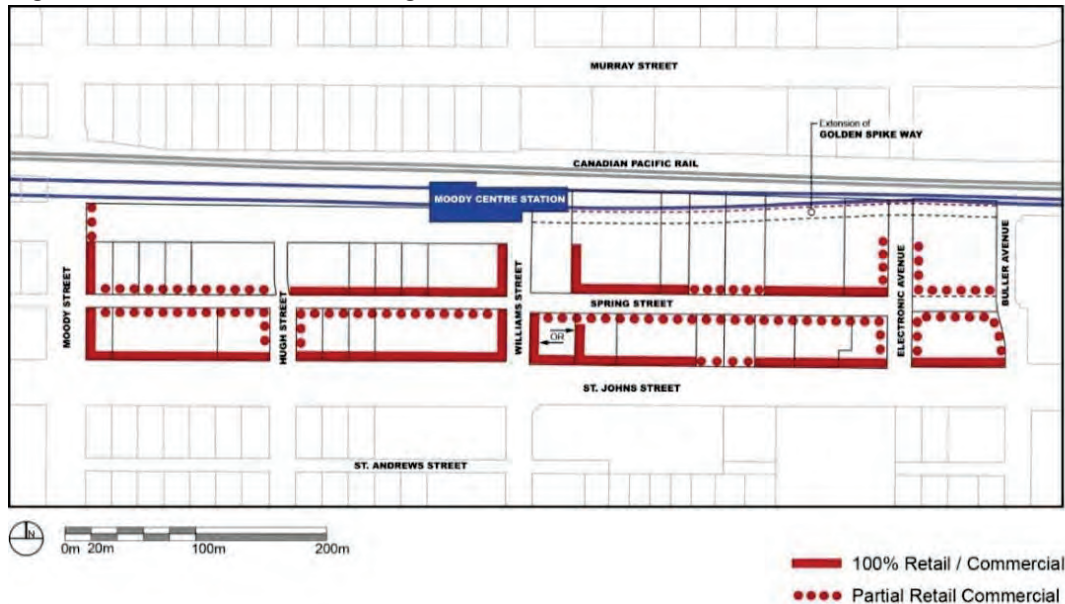 MURRAY STREET
Extension of
GOLDEN SPIKE WAY
CANADIAN PACIFIC RAIL
MOODY CENTRE STATION
MOODY STREET
HUGH STREET
WILLIAMS STREET
SPRING STREET
ELECTRONIC AVENUE
BULLER AVENUE
OR
ST. JOHNS STREET
ST. ANDREWS STREET
N
0m 20m 100m 200m
100% Retail / Commercial
Partial Retail Commercial